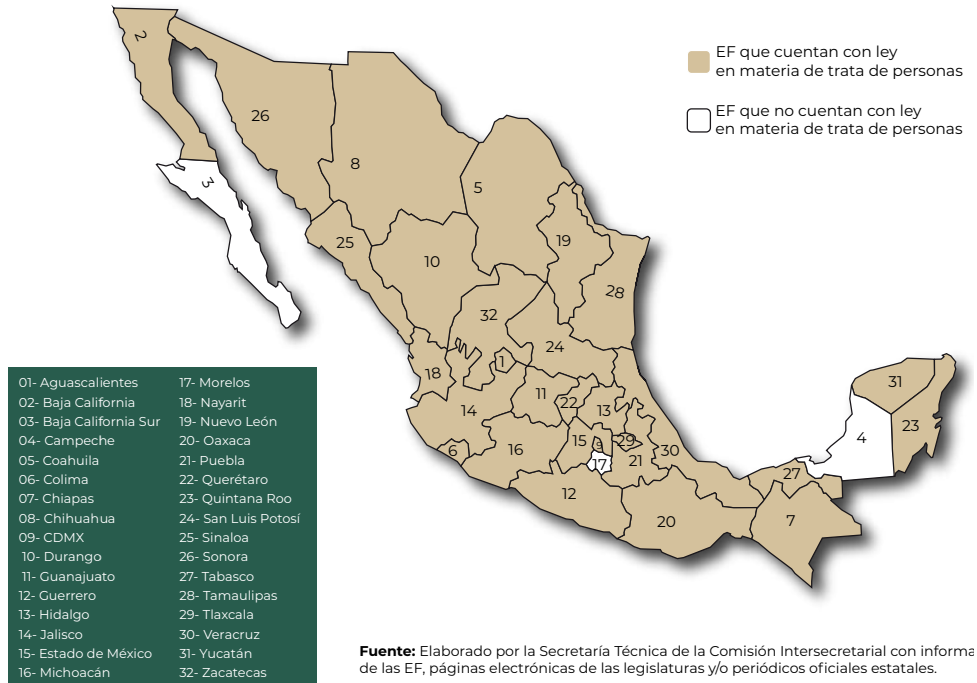 EF que cuentan con ley
en materia de trata de personas
EF que no cuentan con ley
en materia de trata de personas
2
26
8
3
5
25
19
10
28
32
24
1
18
31
11
22
14
13
23
4
15
9
29
6
16
21
30
17
27
12
20
7
01- Aguascalientes
02- Baja California
03- Baja California Sur
04- Campeche
05- Coahuila
06- Colima
07- Chiapas
08- Chihuahua
09- CDMX
10- Durango
11- Guanajuato
12- Guerrero
13- Hidalgo
14- Jalisco
15- Estado de México
16- Michoacán
17- Morelos
18- Nayarit
19- Nuevo León
20- Oaxaca
21- Puebla
22- Querétaro
23- Quintana Roo
24- San Luis Potosí
25- Sinaloa
26- Sonora
27- Tabasco
28- Tamaulipas
29- Tlaxcala
30- Veracruz
31- Yucatán
32- Zacatecas
Fuente: Elaborado por la Secretaría Técnica de la Comisión Intersecretarial con informa
de las EF, páginas electrónicas de las legislaturas y/o periódicos oficiales estatales.